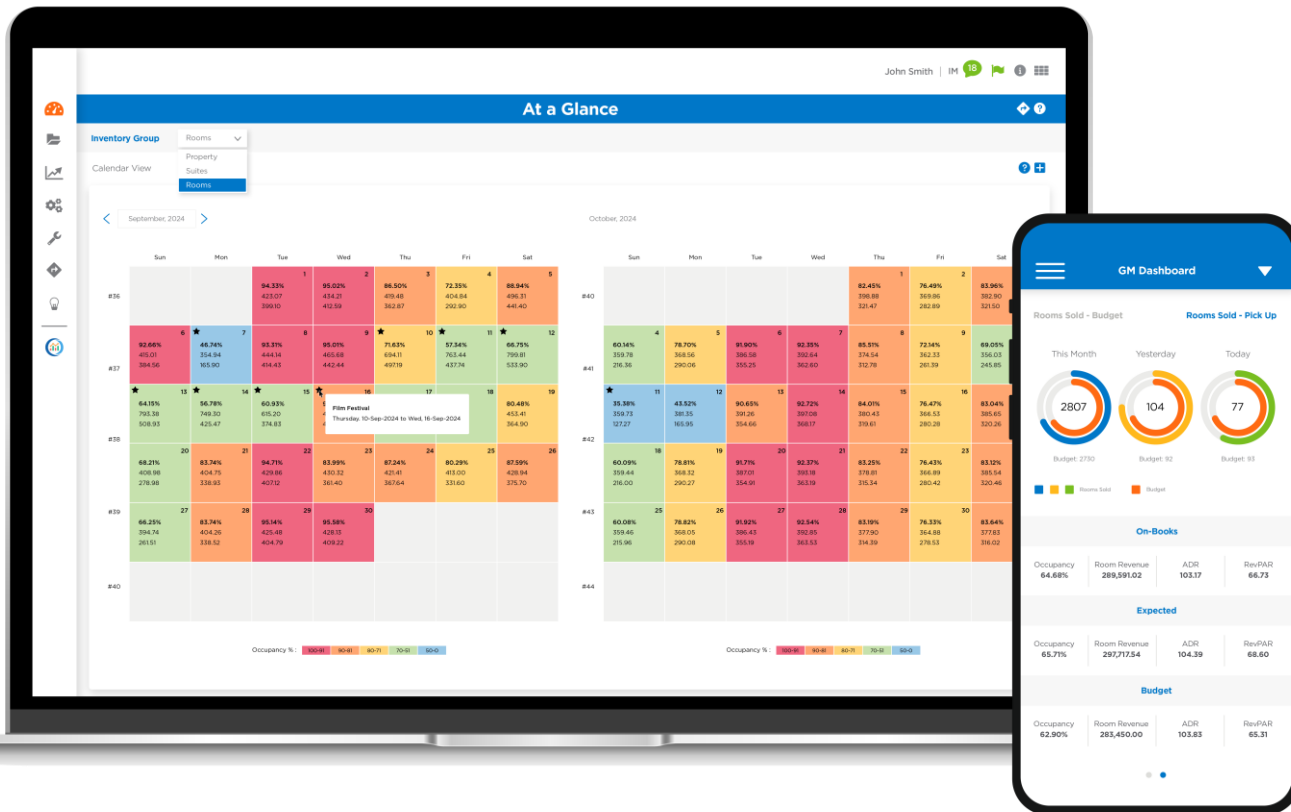 John Smith | IM 18
At a Glance
Inventory Group Rooms
Property
Suites
Rooms
Calendar View
September, 2024
October, 2024
Sun Mon Tue Wed Thu Fri Sat
#36
1 2 3 4 5
94.33% 95.02% 86.50% 72.35% 88.94%
423.07 434.21 419.48 404.84 496.31
399.10 412.59 362.87 292.90 441.40
#37
6 7 8 9 10 11 12
92.66% 46.74% 93.31% 95.01% 71.63% 57.34% 66.75%
415.01 354.94 444.14 465.68 694.11 763.44 799.81
384.56 165.90 414.43 442.44 497.19 437.74 533.90
#38
13 14 15 16 17 18 19
64.15% 56.78% 60.93% 80.48%
793.38 749.30 615.20 453.41
508.93 425.47 374.83 364.90
Film Festival
Thursday, 10-Sep-2024 to Wed, 16-Sep-2024
20 21 22 23 24 25 26
68.21% 83.74% 94.71% 83.99% 87.24% 80.29% 87.59%
408.98 404.75 429.86 430.32 421.41 413.00 428.94
278.98 338.93 407.12 361.40 367.64 331.60 375.70
#39
27 28 29 30
66.25% 83.74% 95.14% 95.58%
394.74 404.26 425.48 428.13
261.51 338.52 404.79 409.22
#40
Occupancy % : 100-91 90-81 80-71 70-51 50-0
Sun Mon Tue Wed Thu Fri Sat
#40
1 2
82.45% 76.49% 83.96%
398.88 369.86 382.90
321.47 282.89 321.50
#41
4 5 6 7 8 9
60.14% 78.70% 91.90% 92.35% 85.51% 72.14% 69.05%
359.78 368.56 386.58 392.64 374.54 362.33 356.03
216.36 290.06 355.25 362.60 312.78 261.39 245.85
#42
11 12 13 14 15 16
35.38% 43.52% 90.65% 92.72% 84.01% 76.47% 83.04%
359.73 381.35 391.26 397.08 380.43 366.53 385.65
127.27 165.95 354.66 368.17 319.61 280.28 320.26
18 19 20 21 22 23
60.09% 78.81% 91.71% 92.37% 83.25% 76.43% 83.12%
359.44 368.32 387.01 393.18 378.81 366.89 385.54
216.00 290.27 354.91 363.19 315.34 280.42 320.46
#43
25 26 27 28 29 30
60.08% 78.82% 91.92% 92.54% 83.19% 76.33% 83.64%
359.46 368.05 386.43 392.85 377.90 364.88 377.83
215.96 290.08 355.19 363.53 314.39 278.53 316.02
#44
Occupancy % : 100-91 90-81 80-71 70-51 50-0
GM Dashboard
Rooms Sold - Budget Rooms Sold - Pick Up
This Month Yesterday Today
2807 104 77
Budget: 2730 Budget: 92 Budget: 93
Rooms Sold Budget
On-Books
Occupancy Room Revenue ADR RevPAR
64.68% 289,591.02 103.17 66.73
Expected
Occupancy Room Revenue ADR RevPAR
65.71% 297,717.54 104.39 68.60
Budget
Occupancy Room Revenue ADR RevPAR
62.90% 283,450.00 103.83 65.31